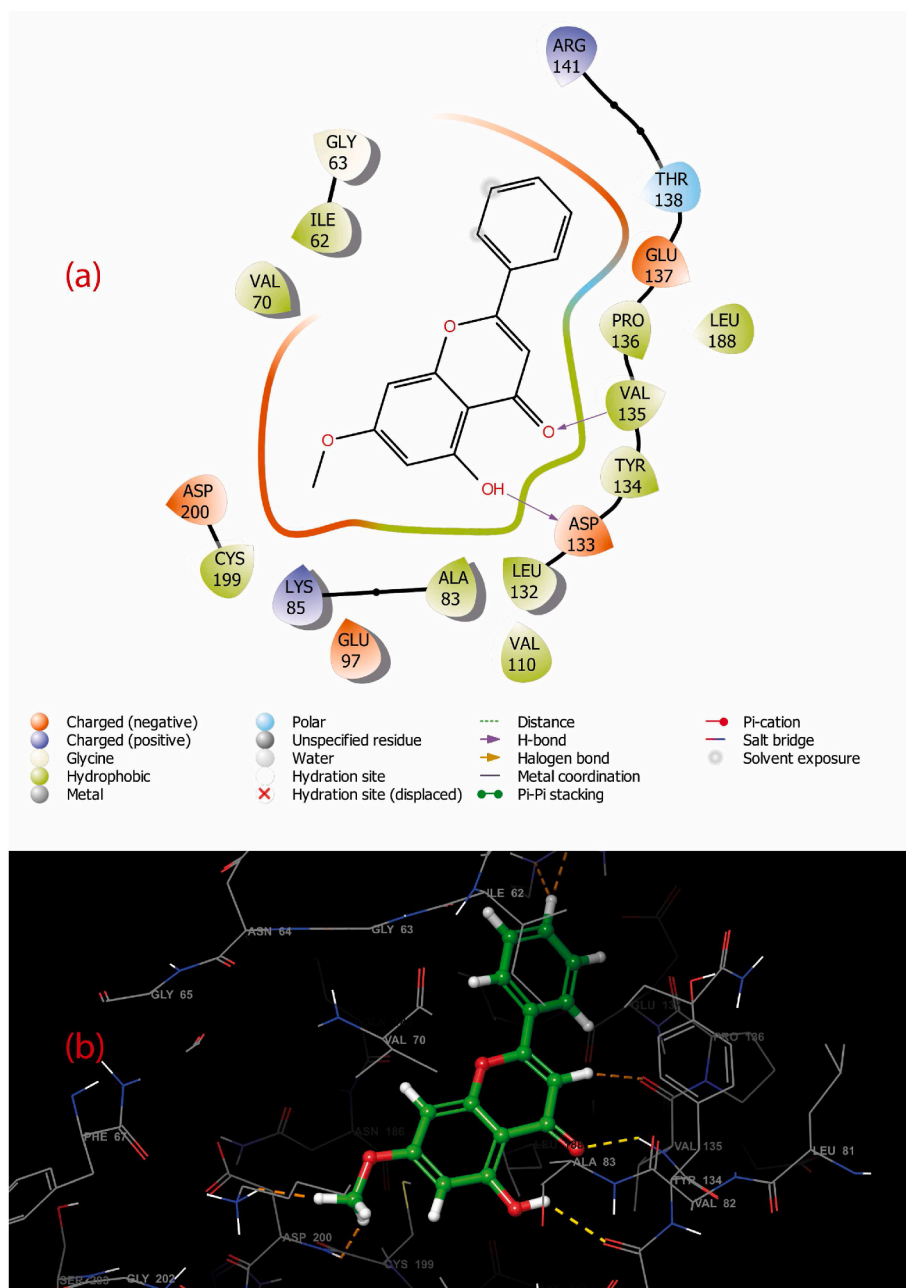 ARG
141
GLY
63
THR
138
ILE
62
GLU
137
(a)
VAL
70
PRO
136
LEU
188
O
VAL
135
O
O
TYR
134
ASP
200
OH
ASP
133
CYS
199
LEU
132
ALA
83
LYS
85
GLU
97
VAL
110
Charged (negative)
Charged (positive)
Glycine
Hydrophobic
Metal
Polar
Unspecified residue
Water
Hydration site
Hydration site (displaced)
Distance
H-bond
Halogen bond
Metal coordination
Pi-Pi stacking
Pi-cation
Salt bridge
Solvent exposure
ILE 62
ASN 64
GLY 63
GLY 65
(b)
VAL 70
PRO 136
PHE 67
ASN 186
VAL 135
LEU 81
ALA 83
TYR 134
VAL 82
ASP 200
CYS 199
GLY 202